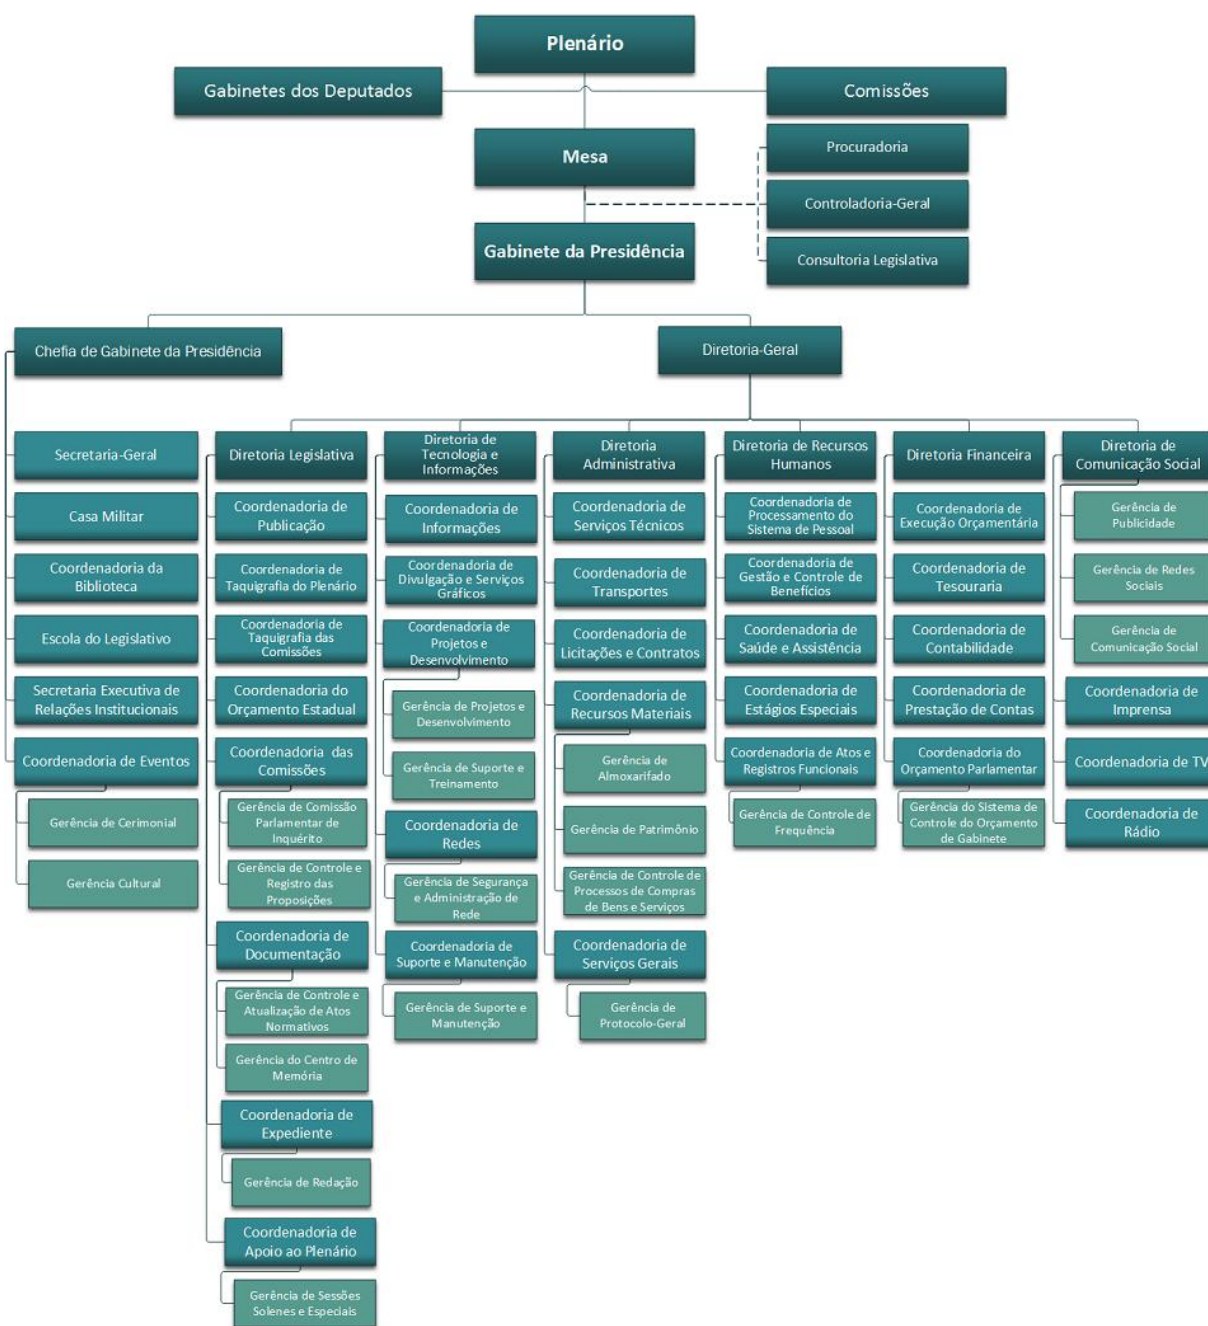 Plenário
Gabinetes dos Deputados
Comissões
Mesa
Procuradoria
Controladoria-Geral
Gabinete da Presidência
Consultoria Legislativa
Chefia de Gabinete da Presidência
Diretoria-Geral
Secretaria-Geral
Casa Militar
Coordenadoria da
Biblioteca
Escola do Legislativo
Secretaria Executiva de
Relações Institucionais
Coordenadoria de Eventos
Gerência de Cerimonial
Gerência Cultural
Diretoria Legislativa
Coordenadoria de
Publicação
Coordenadoria de
Taquigrafia do Plenário
Coordenadoria de
Taquigrafia das
Comissões
Coordenadoria do
Orçamento Estadual
Coordenadoria das
Comissões
Gerência de Comissão
Parlamentar de
Inquérito
Gerência de Controle e
Registro das
Proposições
Coordenadoria de
Documentação
Gerência de Controle e
Atualização de Atos
Normativos
Gerência do Centro de
Memória
Coordenadoria de
Expediente
Gerência de Redação
Coordenadoria de
Apoio ao Plenário
Gerência de Sessões
Solenes e Especiais
Diretoria de
Tecnologia e
Informações
Coordenadoria de
Informações
Coordenadoria de
Divulgação e Serviços
Gráficos
Coordenadoria de
Projetos e
Desenvolvimento
Gerência de Projetos e
Desenvolvimento
Gerência de Suporte e
Treinamento
Coordenadoria de
Redes
Gerência de Segurança
e Administração de
Rede
Coordenadoria de
Suporte e Manutenção
Gerência de Suporte e
Manutenção
Diretoria
Administrativa
Coordenadoria de
Serviços Técnicos
Coordenadoria de
Transportes
Coordenadoria de
Licitações e Contratos
Coordenadoria de
Recursos Materiais
Gerência de
Almoxarifado
Gerência de Patrimônio
Gerência de Controle de
Processos de Compras
de Bens e Serviços
Coordenadoria de
Serviços Gerais
Gerência de
Protocolo-Geral
Diretoria de Recursos
Humanos
Coordenadoria de
Processamento do
Sistema de Pessoal
Coordenadoria de
Gestão e Controle de
Benefícios
Coordenadoria de
Saúde e Assistência
Coordenadoria de
Estágios Especiais
Coordenadoria de Atos e
Registros Funcionais
Gerência de Controle de
Frequência
Diretoria Financeira
Coordenadoria de
Execução Orçamentária
Coordenadoria de
Tesouraria
Coordenadoria de
Contabilidade
Coordenadoria de
Prestação de Contas
Coordenadoria do
Orçamento Parlamentar
Gerência do Sistema de
Controle do Orçamento
de Gabinete
Diretoria de
Comunicação Social
Gerência de
Publicidade
Gerência de Redes
Sociais
Gerência de
Comunicação Social
Coordenadoria de
Imprensa
Coordenadoria de TV
Coordenadoria de
Rádio